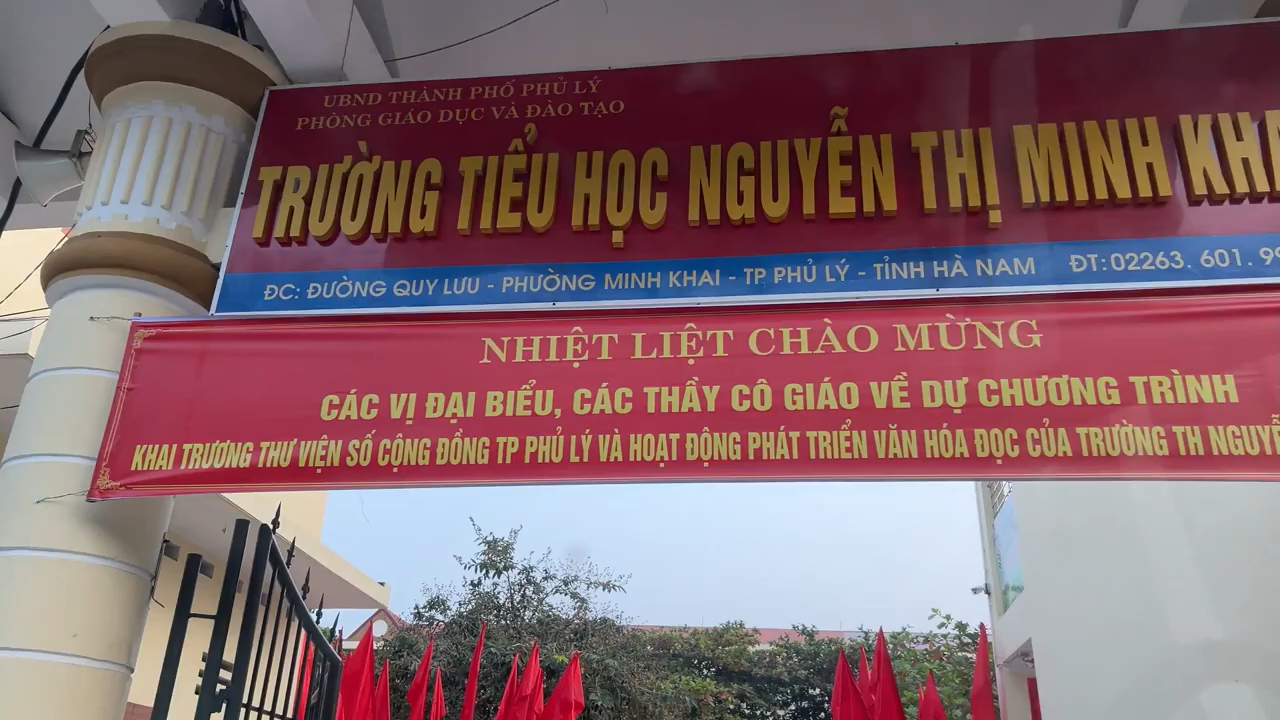 UBND THÀNH PHỐ PHỦ LÝ
PHÒNG GIÁO DỤC VÀ ĐÀO TẠO
TRƯỜNG TIỂU HỌC NGUYỄN THỊ MINH
ĐC: ĐƯỜNG QUY LƯU - PHƯỜNG MINH KHAI - TP PHỦ LÝ - TỈNH HÀ NAM ĐT: 02263. 601.
NHIỆT LIỆT CHÀO MỪNG
CÁC VỊ ĐẠI BIỂU, CÁC THẦY CÔ GIÁO VỀ DỰ CHƯƠNG TRÌNH
KHAI TRƯƠNG THƯ VIỆN SỐ CỘNG ĐỒNG TP PHỦ LÝ VÀ HOẠT ĐỘNG PHÁT TRIỂN VĂN HÓA ĐỌC CỦA TRƯỜNG TH